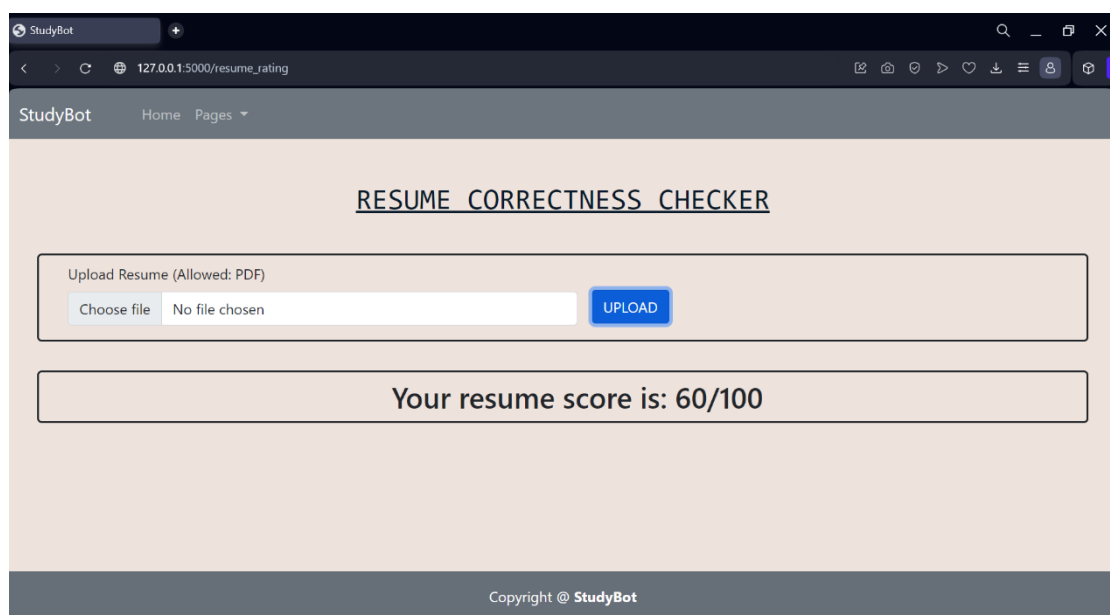 StudyBot
127.0.0.1:5000/resume_rating
StudyBot Home Pages
RESUME CORRECTNESS CHECKER
Upload Resume (Allowed: PDF)
Choose file No file chosen UPLOAD
Your resume score is: 60/100
Copyright @ StudyBot